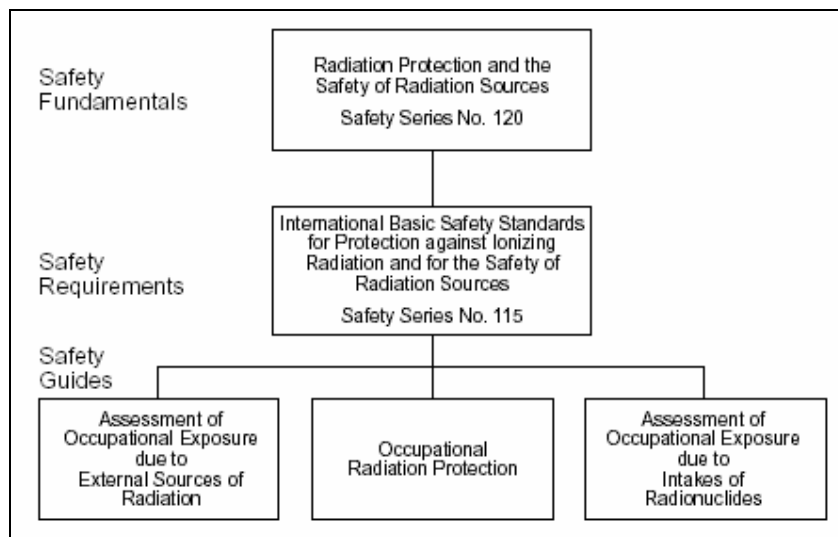 Safety
Fundamentals
Radiation Protection and the
Safety of Radiation Sources
Safety Series No. 120
Safety
Requirements
International Basic Safety Standards
for Protection against Ionizing
Radiation and for the Safety of
Radiation Sources
Safety Series No. 115
Safety
Guides
Assessment of
Occupational Exposure
due to
External Sources of
Radiation
Occupational
Radiation Protection
Assessment of
Occupational Exposure
due to
Intakes of
Radionuclides